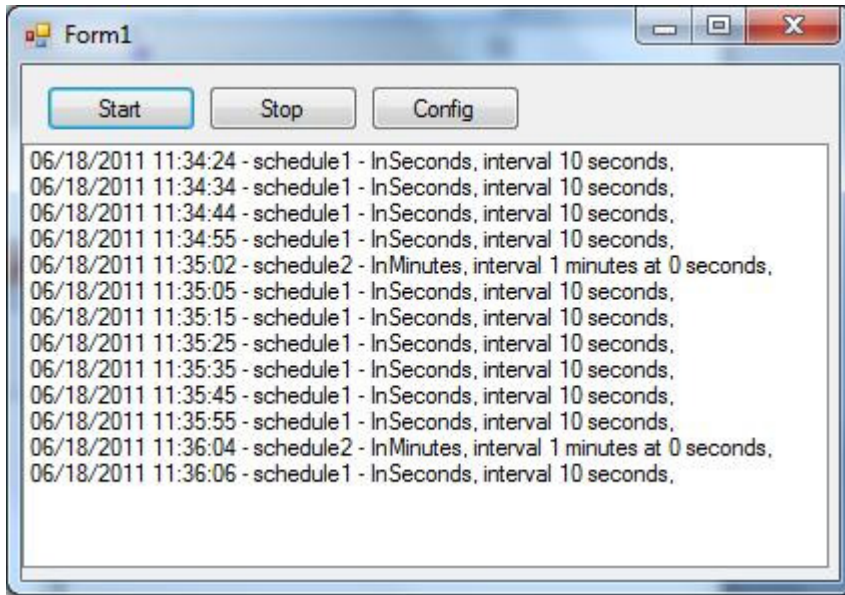 Form1
Start Stop Config
06/18/2011 11:34:24 - schedule1 - InSeconds, interval 10 seconds,
06/18/2011 11:34:34 - schedule1 - InSeconds, interval 10 seconds,
06/18/2011 11:34:44 - schedule1 - InSeconds, interval 10 seconds,
06/18/2011 11:34:55 - schedule1 - InSeconds, interval 10 seconds,
06/18/2011 11:35:02 - schedule2 - InMinutes, interval 1 minutes at 0 seconds,
06/18/2011 11:35:05 - schedule1 - InSeconds, interval 10 seconds,
06/18/2011 11:35:15 - schedule1 - InSeconds, interval 10 seconds,
06/18/2011 11:35:25 - schedule1 - InSeconds, interval 10 seconds,
06/18/2011 11:35:35 - schedule1 - InSeconds, interval 10 seconds,
06/18/2011 11:35:45 - schedule1 - InSeconds, interval 10 seconds,
06/18/2011 11:35:55 - schedule1 - InSeconds, interval 10 seconds,
06/18/2011 11:36:04 - schedule2 - InMinutes, interval 1 minutes at 0 seconds,
06/18/2011 11:36:06 - schedule1 - InSeconds, interval 10 seconds,